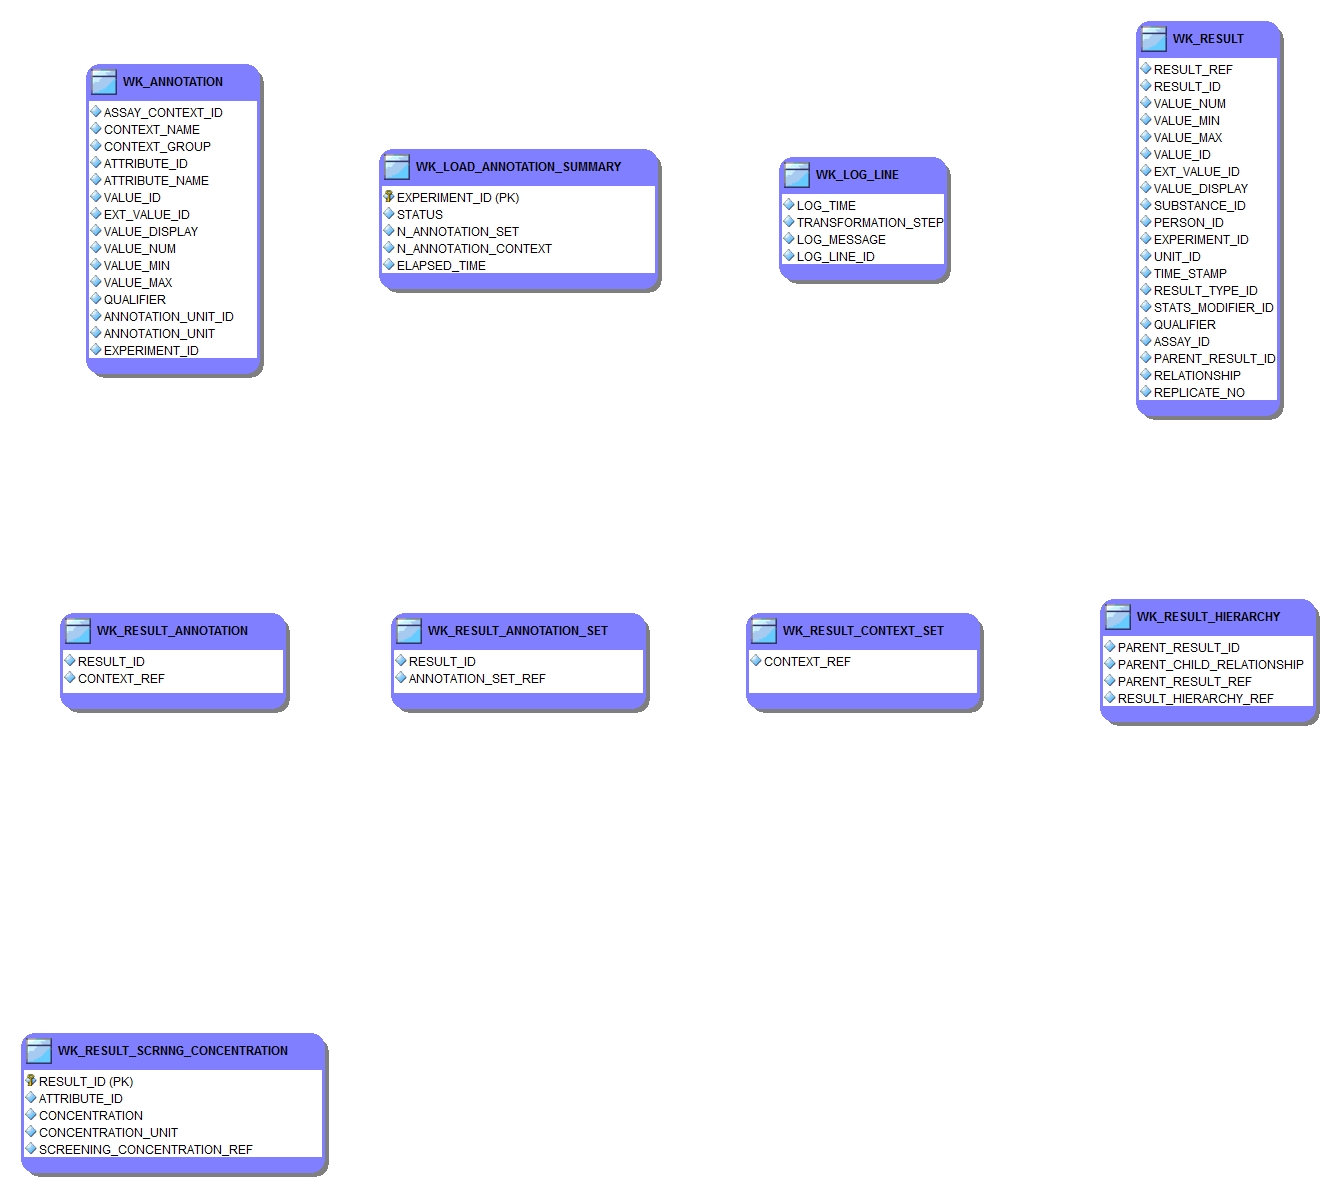 WK_ANNOTATION
ASSAY_CONTEXT_ID
CONTEXT_NAME
CONTEXT_GROUP
ATTRIBUTE_ID
ATTRIBUTE_NAME
VALUE_ID
EXT_VALUE_ID
VALUE_DISPLAY
VALUE_NUM
VALUE_MIN
VALUE_MAX
QUALIFIER
ANNOTATION_UNIT_ID
ANNOTATION_UNIT
EXPERIMENT_ID
WK_LOAD_ANNOTATION_SUMMARY
EXPERIMENT_ID (PK)
STATUS
N_ANNOTATION_SET
N_ANNOTATION_CONTEXT
ELAPSED_TIME
WK_LOG_LINE
LOG_TIME
TRANSFORMATION_STEP
LOG_MESSAGE
LOG_LINE_ID
WK_RESULT
RESULT_REF
RESULT_ID
VALUE_NUM
VALUE_MIN
VALUE_MAX
VALUE_ID
EXT_VALUE_ID
VALUE_DISPLAY
SUBSTANCE_ID
PERSON_ID
EXPERIMENT_ID
UNIT_ID
TIME_STAMP
RESULT_TYPE_ID
STATS_MODIFIER_ID
QUALIFIER
ASSAY_ID
PARENT_RESULT_ID
RELATIONSHIP
REPLICATE_NO
WK_RESULT_ANNOTATION
RESULT_ID
CONTEXT_REF
WK_RESULT_ANNOTATION_SET
RESULT_ID
ANNOTATION_SET_REF
WK_RESULT_CONTEXT_SET
CONTEXT_REF
WK_RESULT_HIERARCHY
PARENT_RESULT_ID
PARENT_CHILD_RELATIONSHIP
PARENT_RESULT_REF
RESULT_HIERARCHY_REF
WK_RESULT_SCRNNG_CONCENTRATION
RESULT_ID (PK)
ATTRIBUTE_ID
CONCENTRATION
CONCENTRATION_UNIT
SCREENING_CONCENTRATION_REF